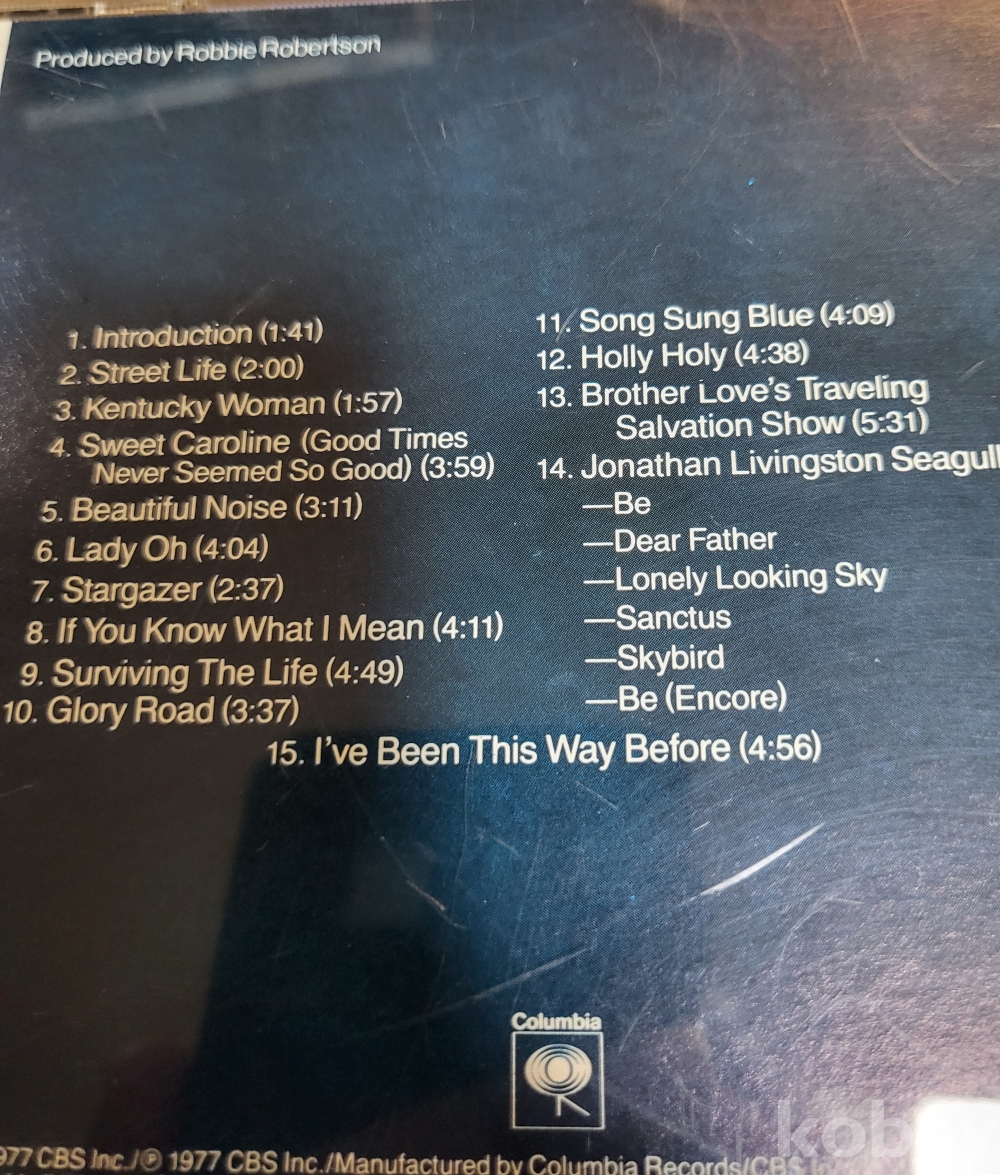 Produced by Robbie Robertson
1. Introduction (1:41)
2. Street Life (2:00)
3. Kentucky Woman (1:57)
4. Sweet Caroline (Good Times
Never Seemed So Good) (3:59)
5. Beautiful Noise (3:11)
6. Lady Oh (4:04)
7. Stargazer (2:37)
8. If You Know What I Mean (4:11)
9. Surviving The Life (4:49)
10. Glory Road (3:37)
11. Song Sung Blue (4:09)
12. Holly Holy (4:38)
13. Brother Love's Traveling
Salvation Show (5:31)
14. Jonathan Livingston Seagull
—Be
—Dear Father
—Lonely Looking Sky
—Sanctus
—Skybird
—Be (Encore)
15. I've Been This Way Before (4:56)
Columbia
977 CBS Inc./℗ 1977 CBS Inc./Manufactured by Columbia Records/CBS